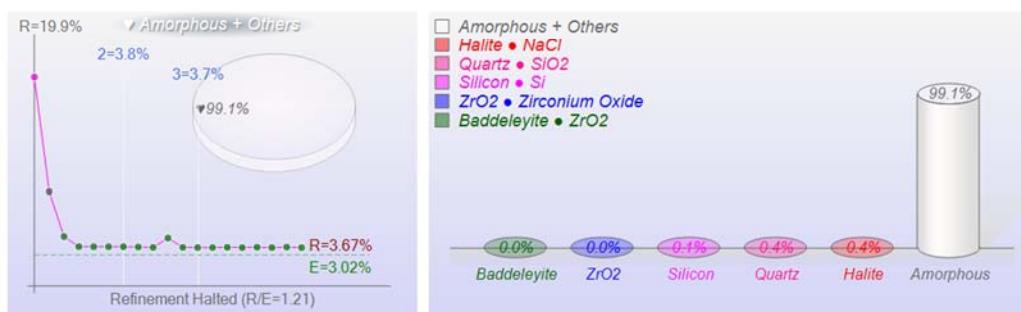 R=19.9%
♥ Amorphous + Others
2=3.8%
3=3.7%
♥99.1%
R=3.67%
E=3.02%
Refinement Halted (R/E=1.21)
Amorphous + Others
Halite ● NaCl
Quartz ● SiO2
Silicon ● Si
ZrO2 ● Zirconium Oxide
Baddeleyite ● ZrO2
99.1%
0.0% 0.0% 0.1% 0.4% 0.4%
Baddeleyite ZrO2 Silicon Quartz Halite Amorphous